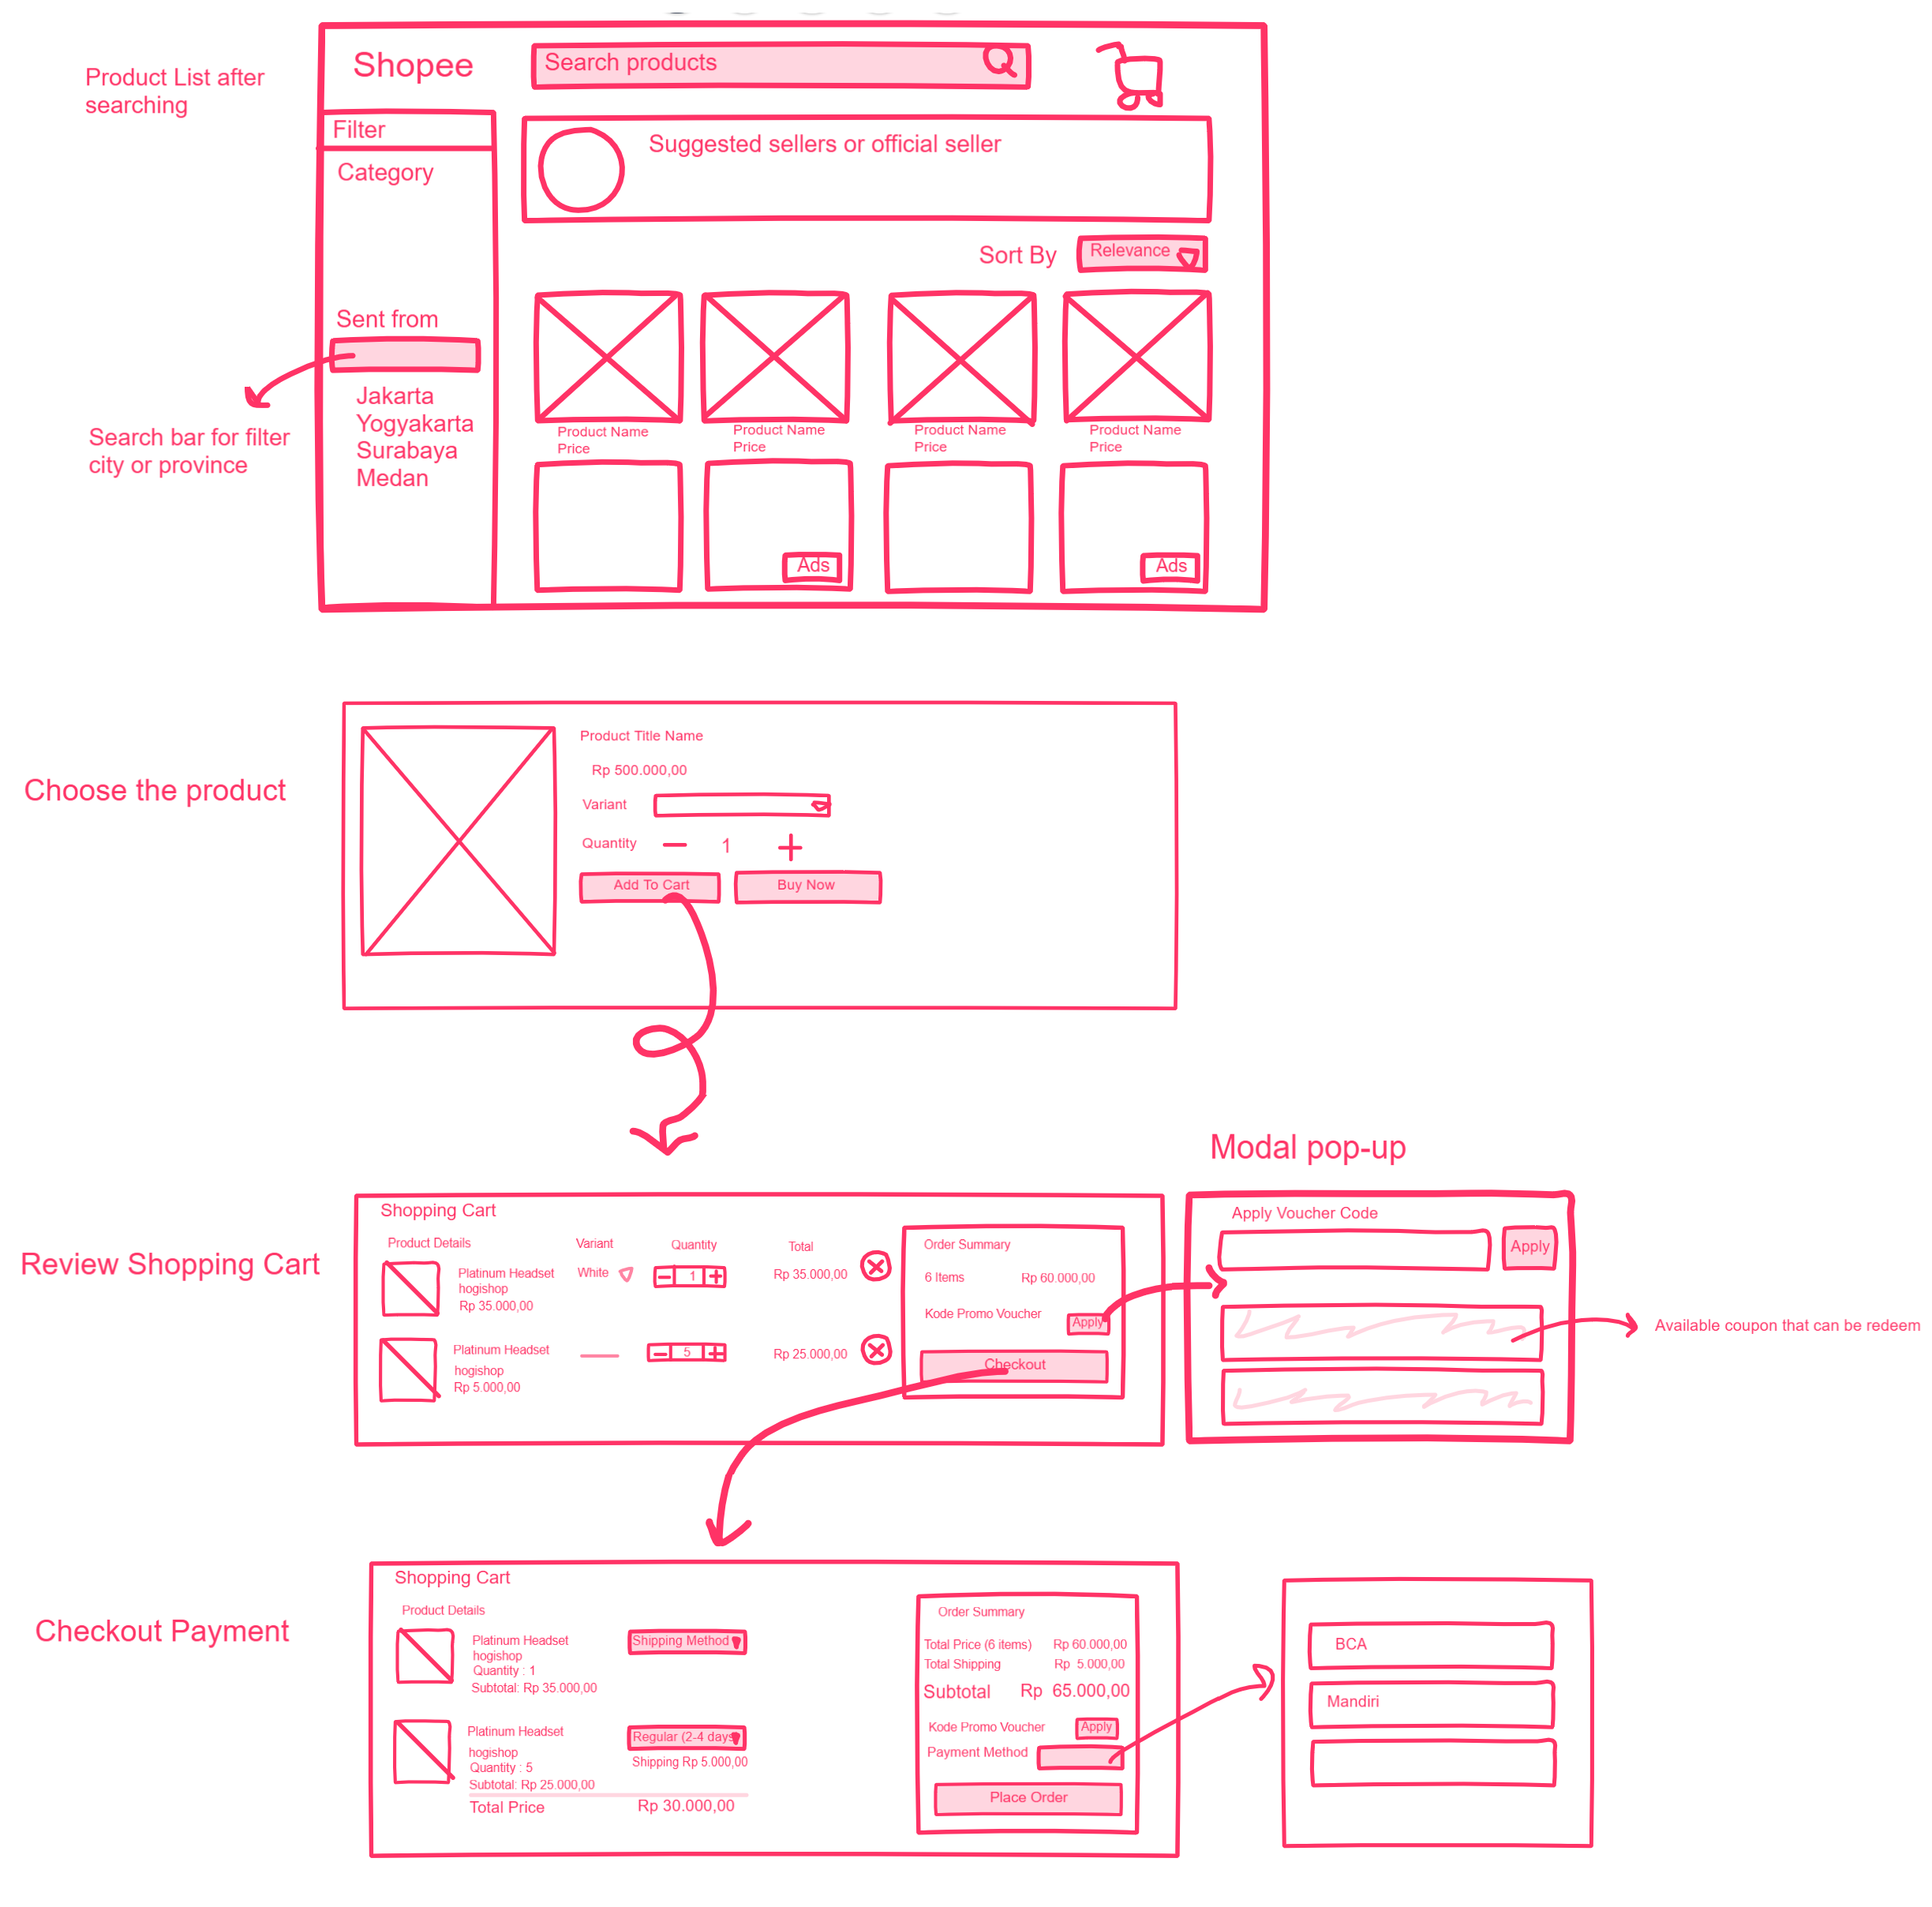 Product List after
searching
Shopee
Search products
Filter
Category
Suggested sellers or official seller
Sort By
Relevance
Sent from
Jakarta
Yogyakarta
Surabaya
Medan
Search bar for filter
city or province
Product Name
Price
Product Name
Price
Product Name
Price
Product Name
Price
Ads
Ads
Choose the product
Product Title Name
Rp 500.000,00
Variant
Quantity
1
Add To Cart
Buy Now
Review Shopping Cart
Shopping Cart
Product Details
Variant
Quantity
Total
Platinum Headset
hogishop
Rp 35.000,00
White
1
Rp 35.000,00
Platinum Headset
hogishop
Rp 5.000,00
5
Rp 25.000,00
Order Summary
6 Items
Rp 60.000,00
Kode Promo Voucher
Apply
Checkout
Modal pop-up
Apply Voucher Code
Apply
Available coupon that can be redeem
Checkout Payment
Shopping Cart
Product Details
Platinum Headset
hogishop
Quantity : 1
Subtotal: Rp 35.000,00
Shipping Method
Platinum Headset
hogishop
Quantity : 5
Subtotal: Rp 25.000,00
Regular (2-4 days
Shipping Rp 5.000,00
Total Price
Rp 30.000,00
Order Summary
Total Price (6 items)
Rp 60.000,00
Total Shipping
Rp 5.000,00
Subtotal
Rp 65.000,00
Kode Promo Voucher
Apply
Payment Method
Place Order
BCA
Mandiri